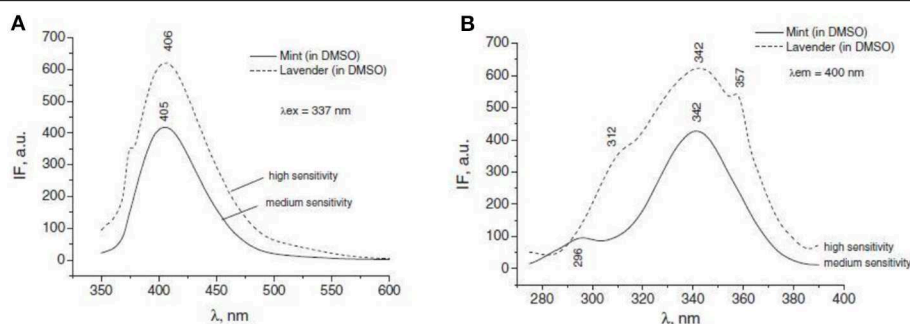 A
406
405
Mint (in DMSO)
Lavender (in DMSO)
λex = 337 nm
high sensitivity
medium sensitivity
IF, a.u.
700
600
500
400
300
200
100
0
350 400 450 500 550 600
λ, nm
B
342
357
312
342
296
Mint (in DMSO)
Lavender (in DMSO)
λem = 400 nm
high sensitivity
medium sensitivity
IF, a.u.
700
600
500
400
300
200
100
0
280 300 320 340 360 380 400
λ, nm